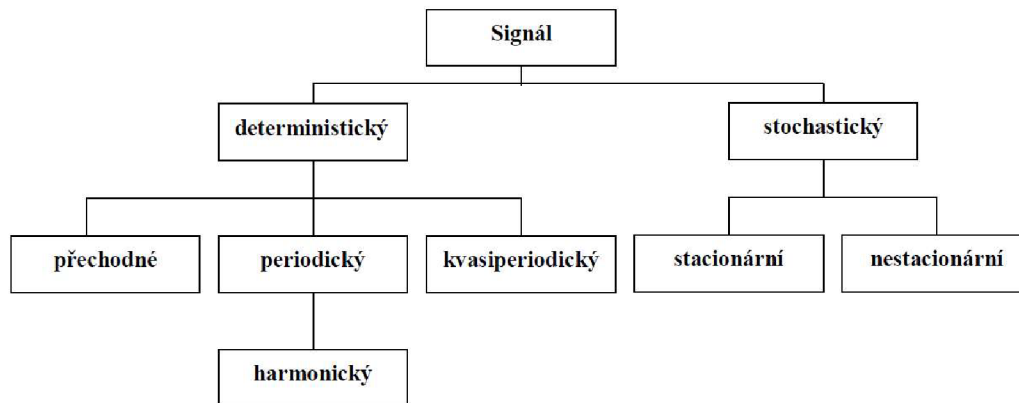 Signál
deterministický
stochastický
přechodné
periodický
kvasiperiodický
stacionární
nestacionární
harmonický